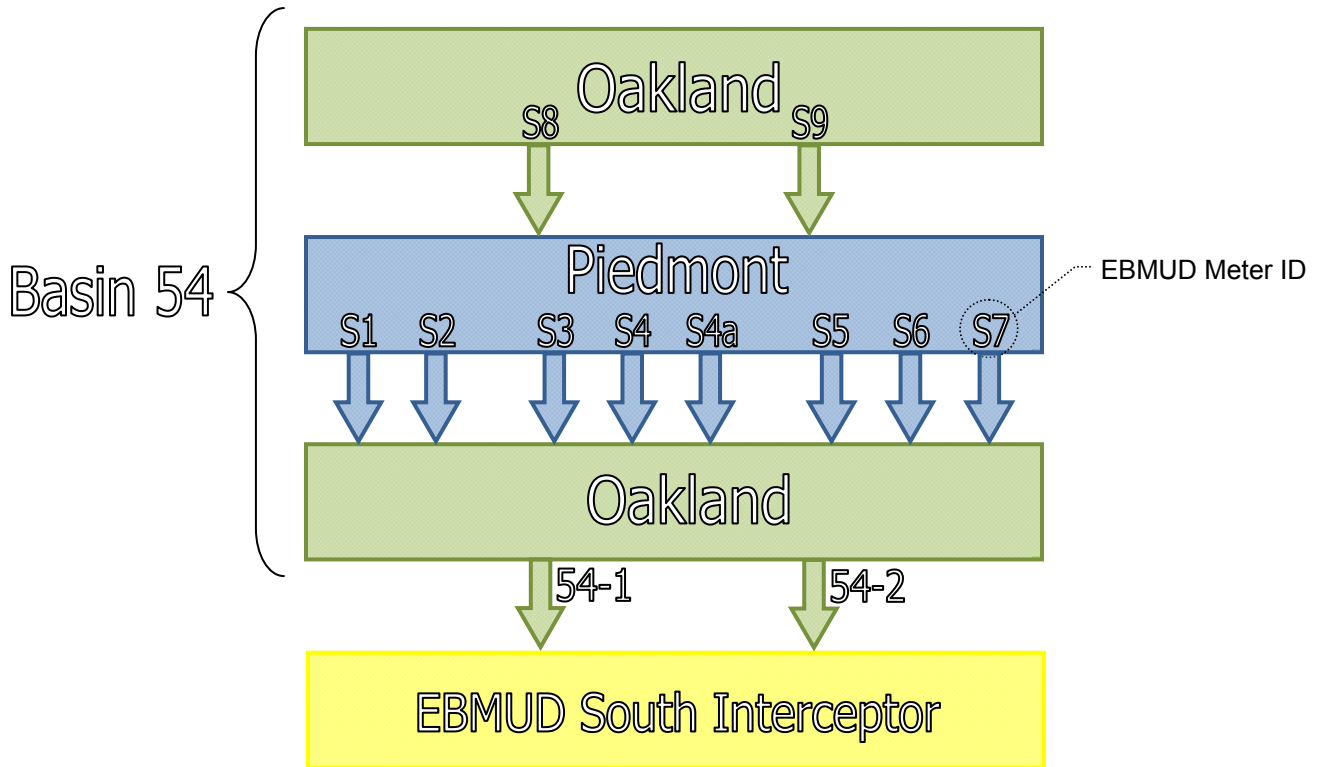 Oakland
S8 S9
Piedmont
EBMUD Meter ID
Basin 54
S1 S2 S3 S4 S4a S5 S6 S7
Oakland
54-1 54-2
EBMUD South Interceptor